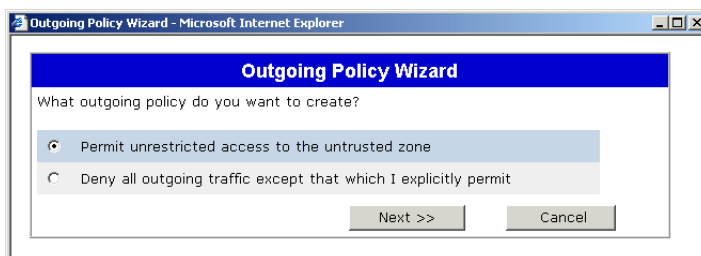 Outgoing Policy Wizard - Microsoft Internet Explorer
Outgoing Policy Wizard
What outgoing policy do you want to create?
Permit unrestricted access to the untrusted zone
Deny all outgoing traffic except that which I explicitly permit
Next >> Cancel